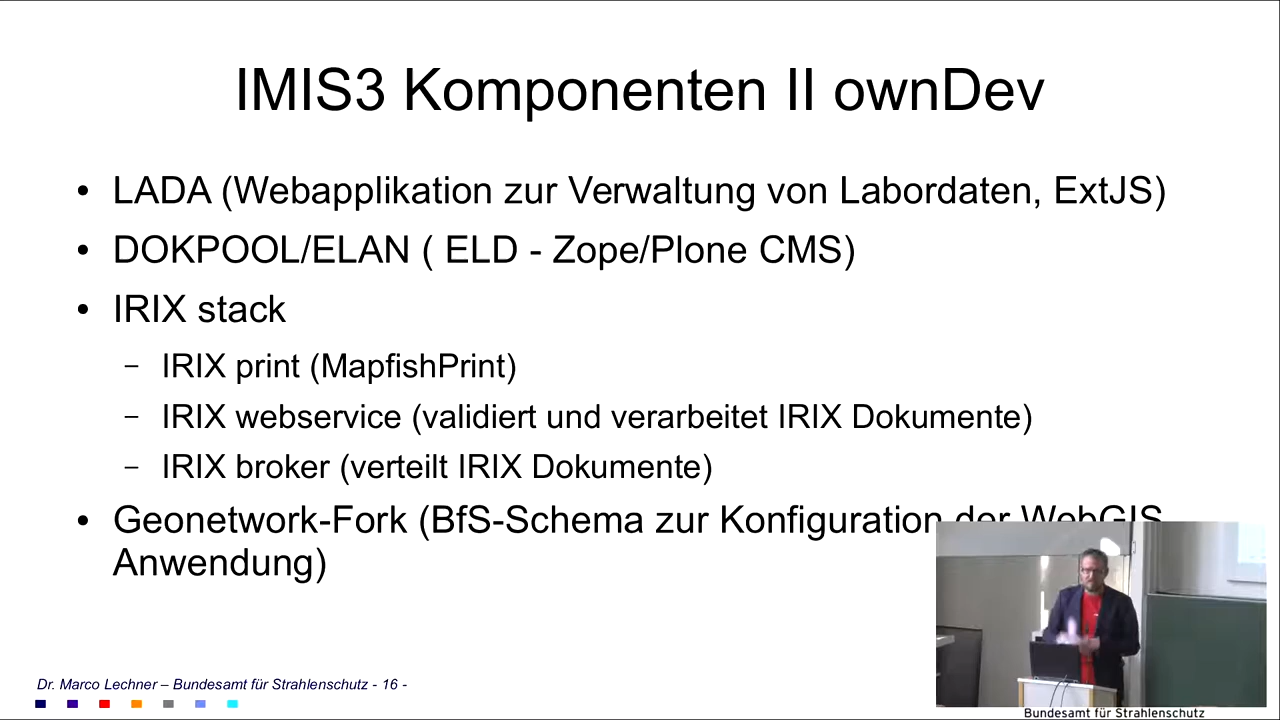 IMIS3 Komponenten II ownDev
• LADA (Webapplikation zur Verwaltung von Labordaten, ExtJS)
• DOKPOOL/ELAN ( ELD - Zope/Plone CMS)
• IRIX stack
– IRIX print (MapfishPrint)
– IRIX webservice (validiert und verarbeitet IRIX Dokumente)
– IRIX broker (verteilt IRIX Dokumente)
• Geonetwork-Fork (BfS-Schema zur Konfiguration der WebGIS
Anwendung)
Dr. Marco Lechner – Bundesamt für Strahlenschutz - 16 -
Bundesamt für Strahlenschutz